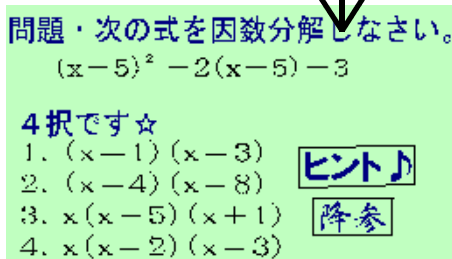 問題・次の式を因数分解しなさい。
(x－5)²－2(x－5)－3
4択です☆
1. (x－1)(x－3)
2. (x－4)(x－8)
3. x(x－5)(x＋1)
4. x(x－2)(x－3)
ヒント♪
降参